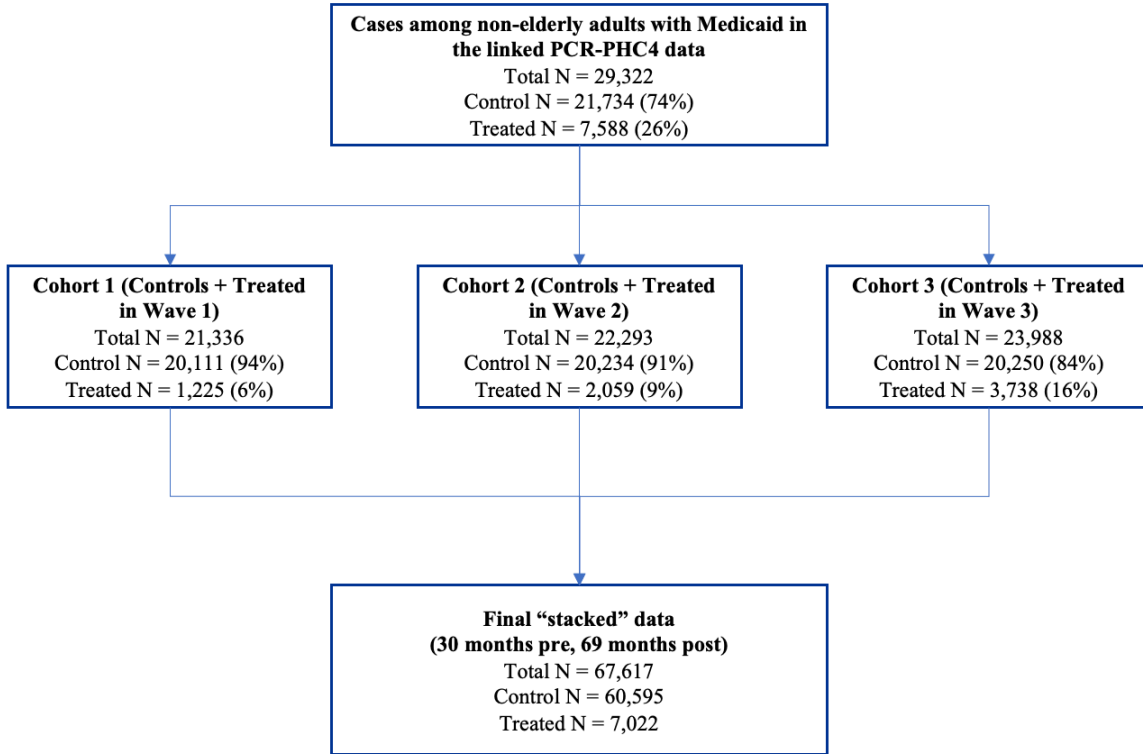 Cases among non-elderly adults with Medicaid in
the linked PCR-PHC4 data
Total N = 29,322
Control N = 21,734 (74%)
Treated N = 7,588 (26%)
Cohort 1 (Controls + Treated
in Wave 1)
Total N = 21,336
Control N = 20,111 (94%)
Treated N = 1,225 (6%)
Cohort 2 (Controls + Treated
in Wave 2)
Total N = 22,293
Control N = 20,234 (91%)
Treated N = 2,059 (9%)
Cohort 3 (Controls + Treated
in Wave 3)
Total N = 23,988
Control N = 20,250 (84%)
Treated N = 3,738 (16%)
Final “stacked” data
(30 months pre, 69 months post)
Total N = 67,617
Control N = 60,595
Treated N = 7,022